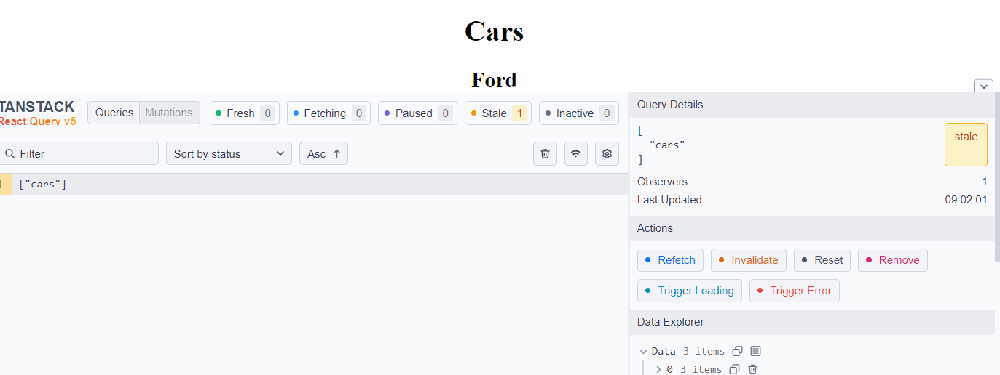 Cars
Ford
TANSTACK
React Query v5
Queries Mutations
Fresh 0
Fetching 0
Paused 0
Stale 1
Inactive 0
Filter
Sort by status
Asc
["cars"]
Query Details
[
"cars"
]
stale
Observers: 1
Last Updated: 09:02:01
Actions
Refetch Invalidate Reset Remove
Trigger Loading Trigger Error
Data Explorer
Data 3 items
0 3 items